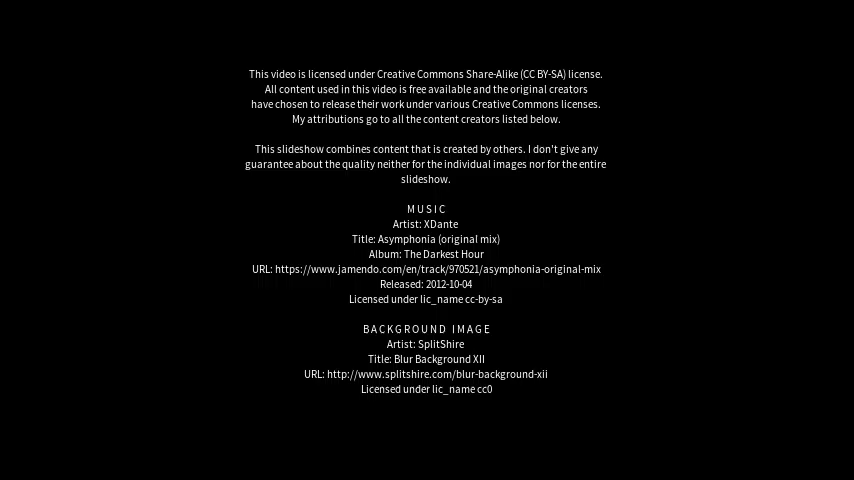 This video is licensed under Creative Commons Share-Alike (CC BY-SA) license.
All content used in this video is free available and the original creators
have chosen to release their work under various Creative Commons licenses.
My attributions go to all the content creators listed below.
This slideshow combines content that is created by others. I don't give any
guarantee about the quality neither for the individual images nor for the entire
slideshow.
MUSIC
Artist: XDante
Title: Asymphonia (original mix)
Album: The Darkest Hour
URL: https://www.jamendo.com/en/track/970521/asymphonia-original-mix
Released: 2012-10-04
Licensed under lic_name cc-by-sa
BACKGROUND IMAGE
Artist: SplitShire
Title: Blur Background XII
URL: http://www.splitshire.com/blur-background-xii
Licensed under lic_name cc0